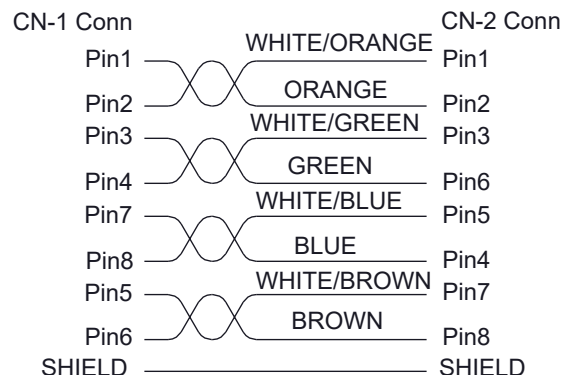 CN-1 Conn CN-2 Conn
Pin1 WHITE/ORANGE Pin1
Pin2 ORANGE Pin2
Pin3 WHITE/GREEN Pin3
Pin4 GREEN Pin6
Pin7 WHITE/BLUE Pin5
Pin8 BLUE Pin4
Pin5 WHITE/BROWN Pin7
Pin6 BROWN Pin8
SHIELD SHIELD